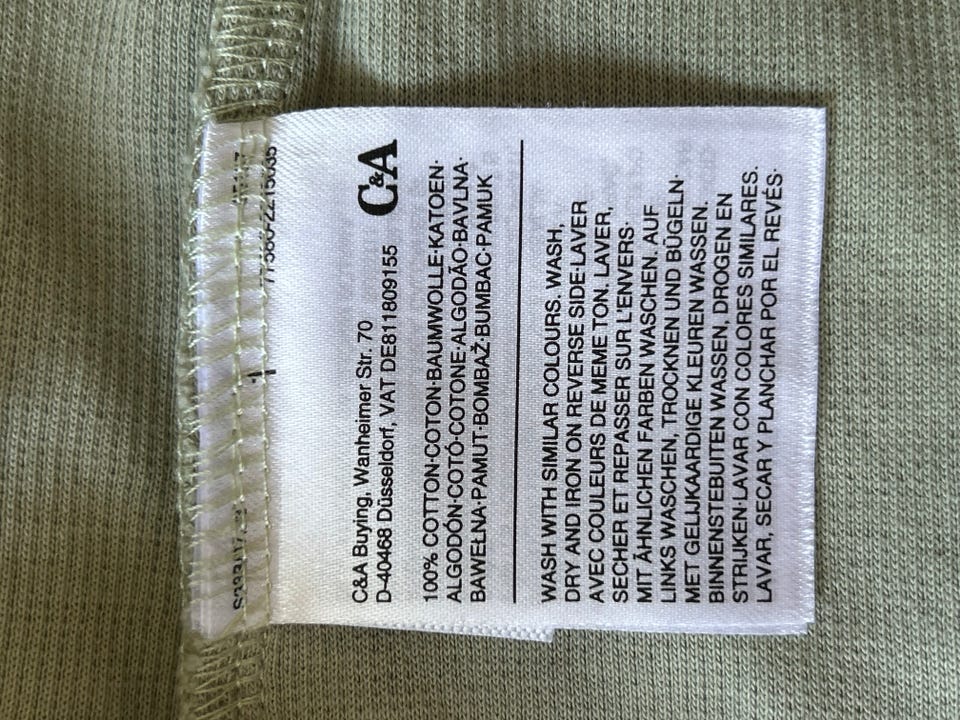 C&A
C&A Buying, Wanheimer Str. 70
D-40468 Düsseldorf, VAT DE811809155
100% COTTON·COTON·BAUMWOLLE·KATOEN·
ALGODÓN·COTÓ·COTONE·ALGODÃO·BAVLNA·
BAWEŁNA·PAMUT·BOMBAŽ·BUMBAC·PAMUK
WASH WITH SIMILAR COLOURS. WASH,
DRY AND IRON ON REVERSE SIDE·LAVER
AVEC COULEURS DE MEME TON. LAVER,
SECHER ET REPASSER SUR L'ENVERS·
MIT ÄHNLICHEN FARBEN WASCHEN. AUF
LINKS WASCHEN, TROCKNEN UND BÜGELN·
MET GELIJKAARDIGE KLEUREN WASSEN.
BINNENSTEBUITEN WASSEN, DROGEN EN
STRIJKEN·LAVAR CON COLORES SIMILARES.
LAVAR, SECAR Y PLANCHAR POR EL REVÉS·